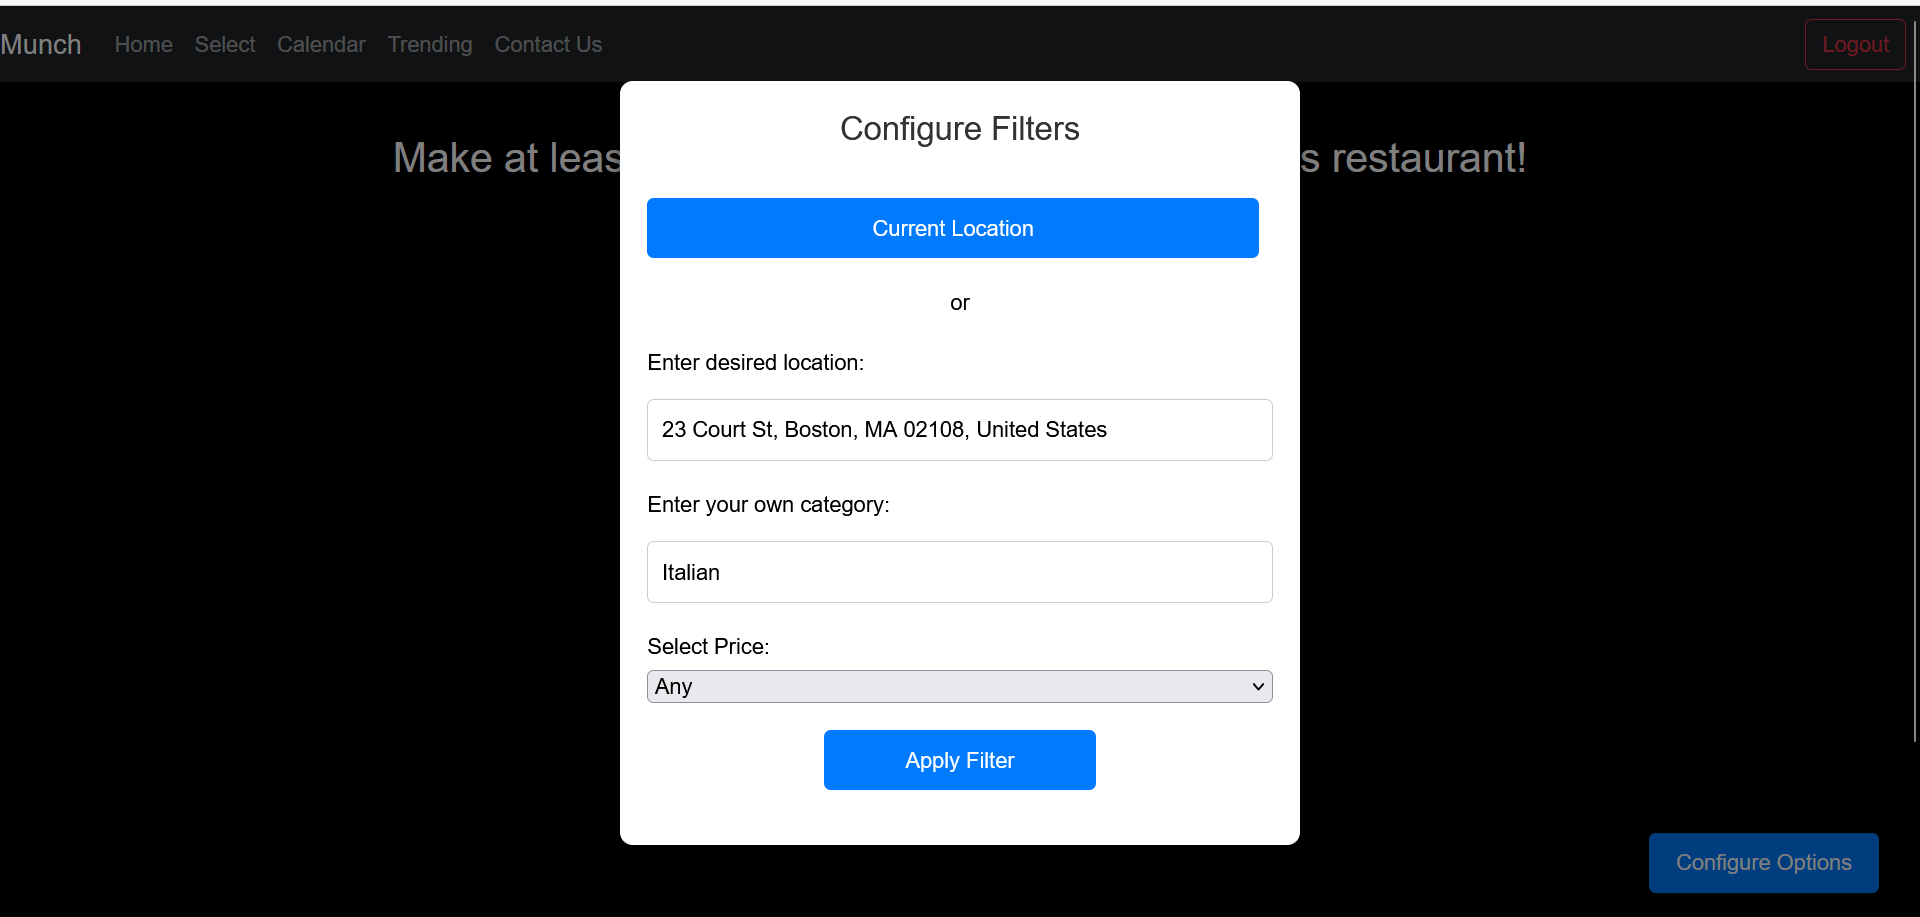 Munch Home Select Calendar Trending Contact Us Logout
Configure Filters
Make at leas s restaurant!
Current Location
or
Enter desired location:
23 Court St, Boston, MA 02108, United States
Enter your own category:
Italian
Select Price:
Any
Apply Filter
Configure Options